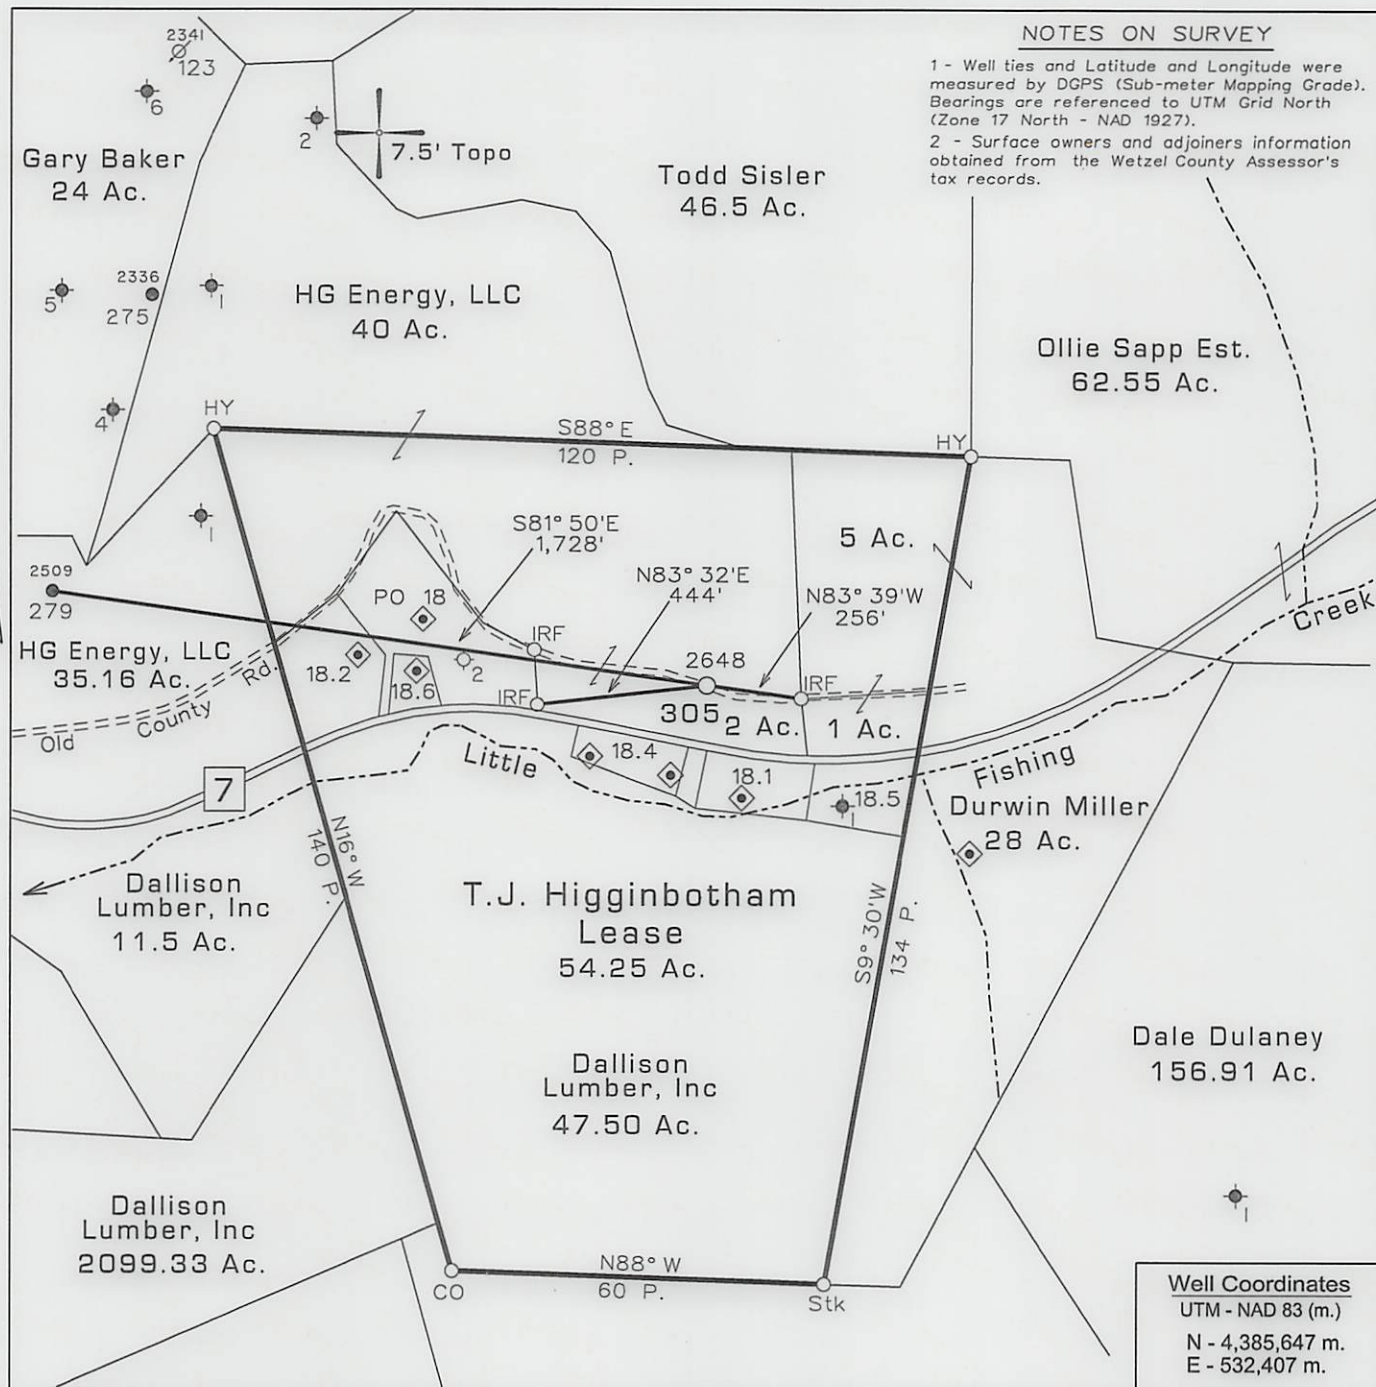 NOTES ON SURVEY
1 - Well ties and Latitude and Longitude were
measured by DGPS (Sub-meter Mapping Grade).
Bearings are referenced to UTM Grid North
(Zone 17 North - NAD 1927).
2 - Surface owners and adjoiners information
obtained from the Wetzel County Assessor's
tax records.
2341
123
6
2
7.5' Topo
Gary Baker
24 Ac.
Todd Sisler
46.5 Ac.
5
2336
275
1
HG Energy, LLC
40 Ac.
Ollie Sapp Est.
62.55 Ac.
4
HY
S88° E
120 P.
HY
1
S81° 50'E
1,728'
5 Ac.
2509
279
N83° 32'E
444'
N83° 39'W
256'
PO 18
IRF
HG Energy, LLC
35.16 Ac.
18.2
18.6
2
2648
IRF
IRF
305
2 Ac.
1 Ac.
Old County Rd.
7
Little
Fishing
Creek
18.4
18.1
18.5
1
Durwin Miller
28 Ac.
N16° W
140 P.
Dallison
Lumber, Inc
11.5 Ac.
T.J. Higginbotham
Lease
54.25 Ac.
S9° 30'W
134 P.
Dale Dulaney
156.91 Ac.
Dallison
Lumber, Inc
47.50 Ac.
Dallison
Lumber, Inc
2099.33 Ac.
1
N88° W
60 P.
CO
Stk
Well Coordinates
UTM - NAD 83 (m.)
N - 4,385,647 m.
E - 532,407 m.